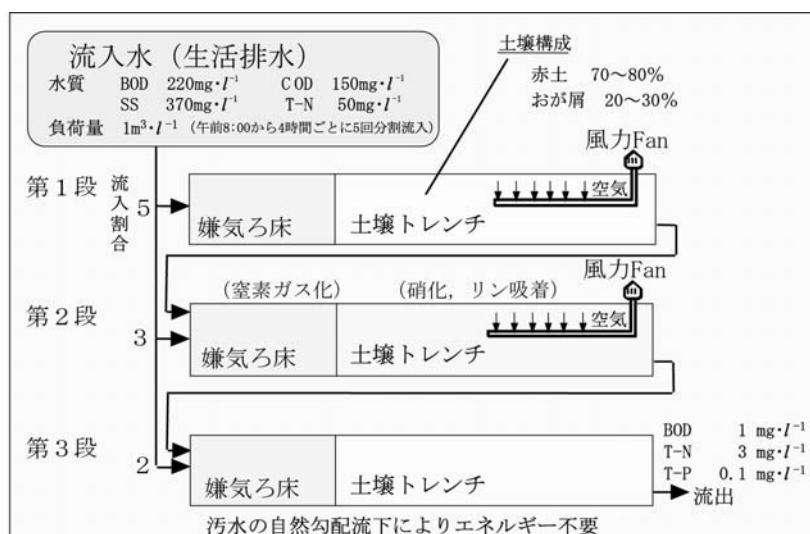 流入水（生活排水）
水質 BOD 220mg・l⁻¹ COD 150mg・l⁻¹
SS 370mg・l⁻¹ T-N 50mg・l⁻¹
負荷量 1m³・l⁻¹（午前8:00から4時間ごとに5回分割流入）
土壌構成
赤土 70〜80%
おが屑 20〜30%
流入割合
第1段
5
嫌気ろ床
土壌トレンチ
空気
風力Fan
（窒素ガス化）
（硝化，リン吸着）
第2段
3
嫌気ろ床
土壌トレンチ
空気
風力Fan
第3段
2
嫌気ろ床
土壌トレンチ
BOD 1 mg・l⁻¹
T-N 3 mg・l⁻¹
T-P 0.1 mg・l⁻¹
流出
汚水の自然勾配流下によりエネルギー不要